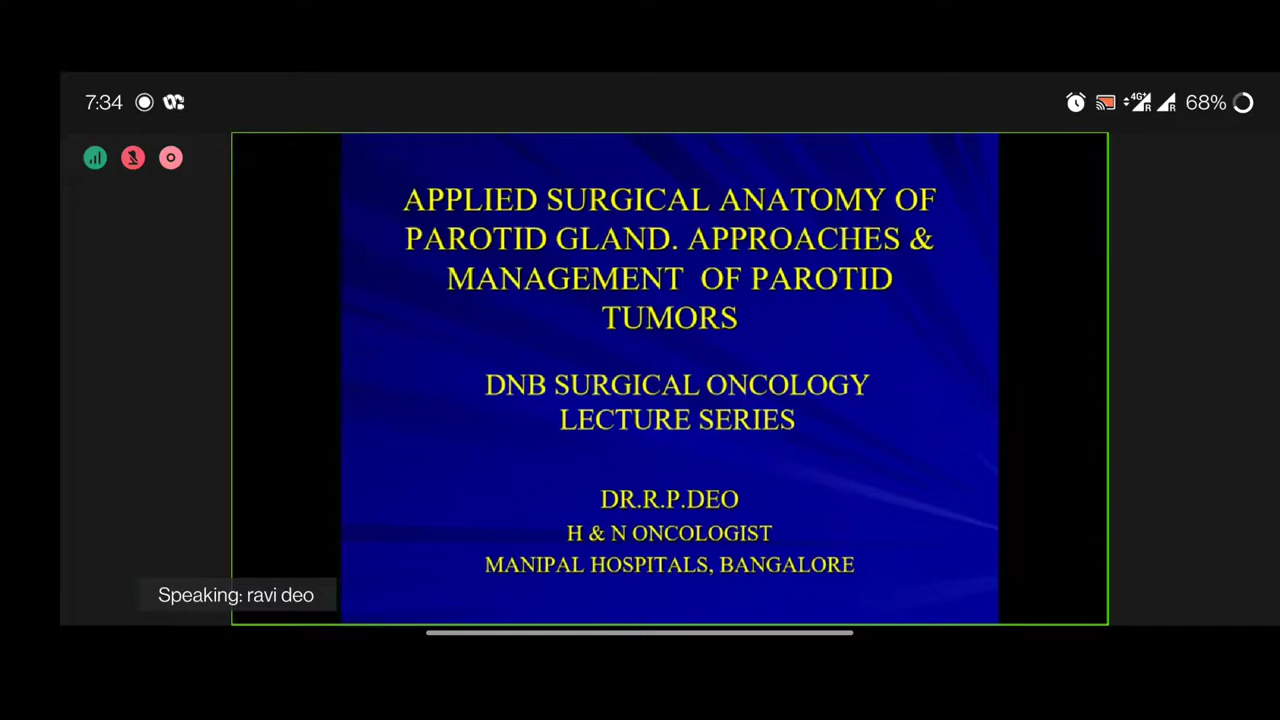 7:34
4G+
R
R
68%
APPLIED SURGICAL ANATOMY OF
PAROTID GLAND. APPROACHES &
MANAGEMENT OF PAROTID
TUMORS
DNB SURGICAL ONCOLOGY
LECTURE SERIES
DR.R.P.DEO
H & N ONCOLOGIST
MANIPAL HOSPITALS, BANGALORE
Speaking: ravi deo